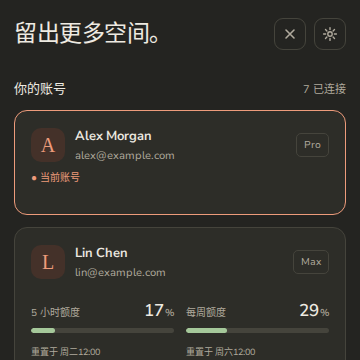 留出更多空间。
你的账号 7 已连接
A Alex Morgan Pro
alex@example.com
● 当前账号
L Lin Chen Max
lin@example.com
5 小时额度 17% 每周额度 29%
重置于 周二12:00 重置于 周六12:00